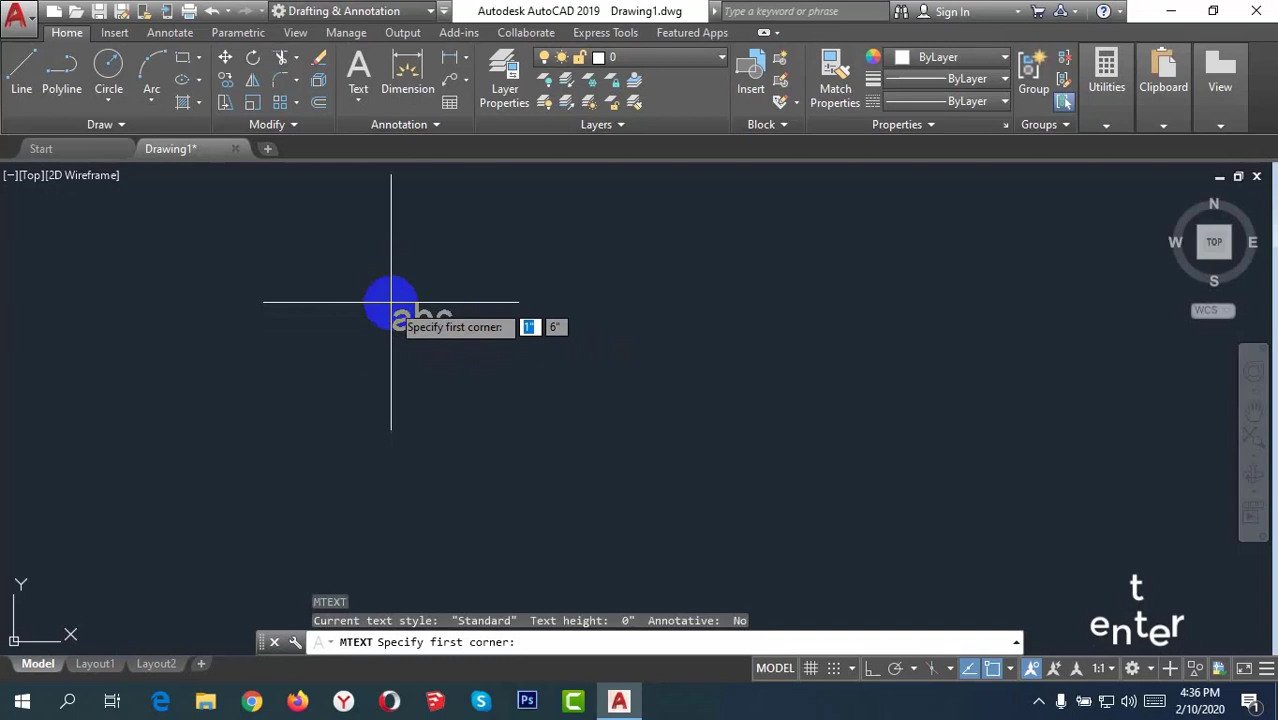 Drafting & Annotation
Autodesk AutoCAD 2019 Drawing1.dwg
Type a keyword or phrase
Sign In
Home Insert Annotate Parametric View Manage Output Add-ins Collaborate Express Tools Featured Apps
Line Polyline Circle Arc
Text Dimension
Layer Properties
0
Insert
Match Properties
ByLayer
ByLayer
ByLayer
Group
Utilities
Clipboard
View
Draw Modify Annotation Layers Block Properties Groups
Start Drawing1*
[−][Top][2D Wireframe]
N
W TOP E
S
WCS
abc
Specify first corner: 1" 6"
t
enter
Y
X
MTEXT
Current text style: "Standard" Text height: 0" Annotative: No
MTEXT Specify first corner:
Model Layout1 Layout2
MODEL
1:1
Ps
4:36 PM
2/10/2020